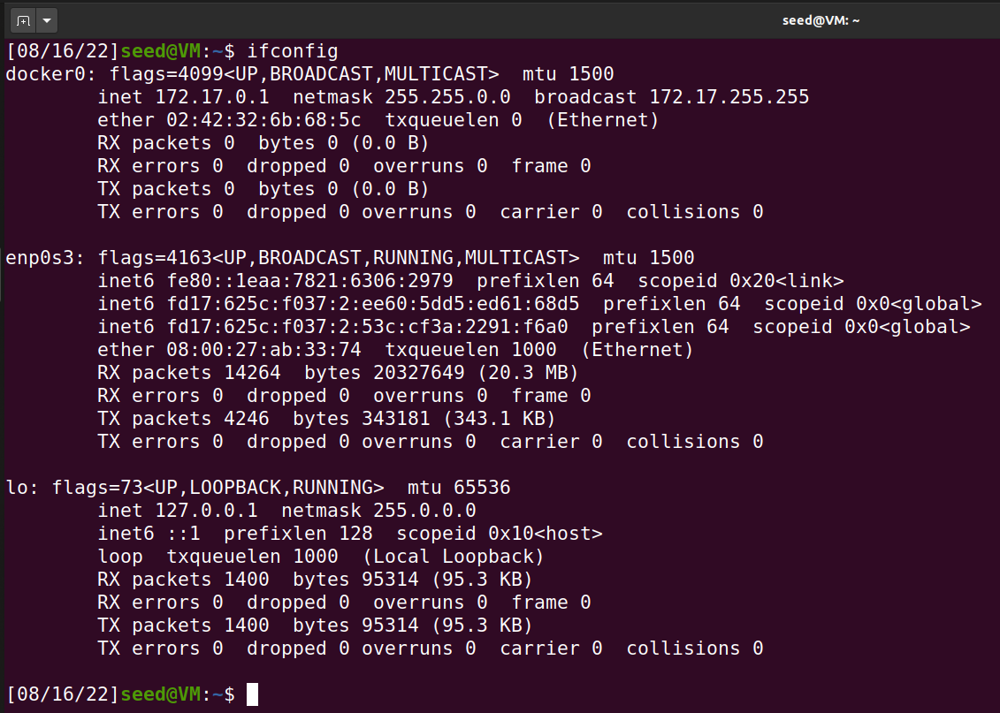 seed@VM: ~
[08/16/22]seed@VM:~$ ifconfig
docker0: flags=4099<UP,BROADCAST,MULTICAST>  mtu 1500
        inet 172.17.0.1  netmask 255.255.0.0  broadcast 172.17.255.255
        ether 02:42:32:6b:68:5c  txqueuelen 0  (Ethernet)
        RX packets 0  bytes 0 (0.0 B)
        RX errors 0  dropped 0  overruns 0  frame 0
        TX packets 0  bytes 0 (0.0 B)
        TX errors 0  dropped 0 overruns 0  carrier 0  collisions 0

enp0s3: flags=4163<UP,BROADCAST,RUNNING,MULTICAST>  mtu 1500
        inet6 fe80::1eaa:7821:6306:2979  prefixlen 64  scopeid 0x20<link>
        inet6 fd17:625c:f037:2:ee60:5dd5:ed61:68d5  prefixlen 64  scopeid 0x0<global>
        inet6 fd17:625c:f037:2:53c:cf3a:2291:f6a0  prefixlen 64  scopeid 0x0<global>
        ether 08:00:27:ab:33:74  txqueuelen 1000  (Ethernet)
        RX packets 14264  bytes 20327649 (20.3 MB)
        RX errors 0  dropped 0  overruns 0  frame 0
        TX packets 4246  bytes 343181 (343.1 KB)
        TX errors 0  dropped 0 overruns 0  carrier 0  collisions 0

lo: flags=73<UP,LOOPBACK,RUNNING>  mtu 65536
        inet 127.0.0.1  netmask 255.0.0.0
        inet6 ::1  prefixlen 128  scopeid 0x10<host>
        loop  txqueuelen 1000  (Local Loopback)
        RX packets 1400  bytes 95314 (95.3 KB)
        RX errors 0  dropped 0  overruns 0  frame 0
        TX packets 1400  bytes 95314 (95.3 KB)
        TX errors 0  dropped 0 overruns 0  carrier 0  collisions 0

[08/16/22]seed@VM:~$